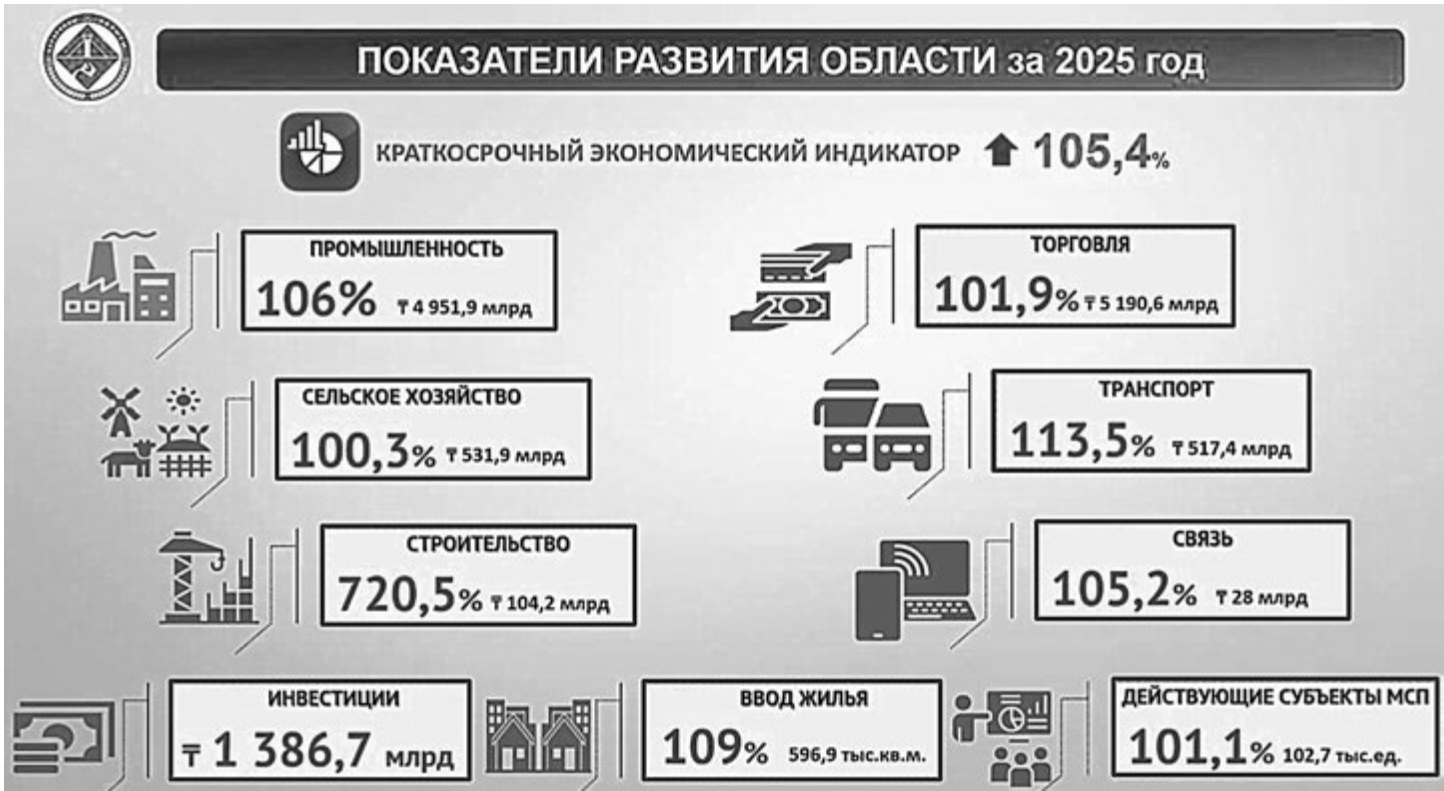 ПОКАЗАТЕЛИ РАЗВИТИЯ ОБЛАСТИ за 2025 год
КРАТКОСРОЧНЫЙ ЭКОНОМИЧЕСКИЙ ИНДИКАТОР 105,4%
ПРОМЫШЛЕННОСТЬ
106% ₸ 4 951,9 млрд
ТОРГОВЛЯ
101,9% ₸ 5 190,6 млрд
СЕЛЬСКОЕ ХОЗЯЙСТВО
100,3% ₸ 531,9 млрд
ТРАНСПОРТ
113,5% ₸ 517,4 млрд
СТРОИТЕЛЬСТВО
720,5% ₸ 104,2 млрд
СВЯЗЬ
105,2% ₸ 28 млрд
ИНВЕСТИЦИИ
₸ 1 386,7 млрд
ВВОД ЖИЛЬЯ
109% 596,9 тыс.кв.м.
ДЕЙСТВУЮЩИЕ СУБЪЕКТЫ МСП
101,1% 102,7 тыс.ед.